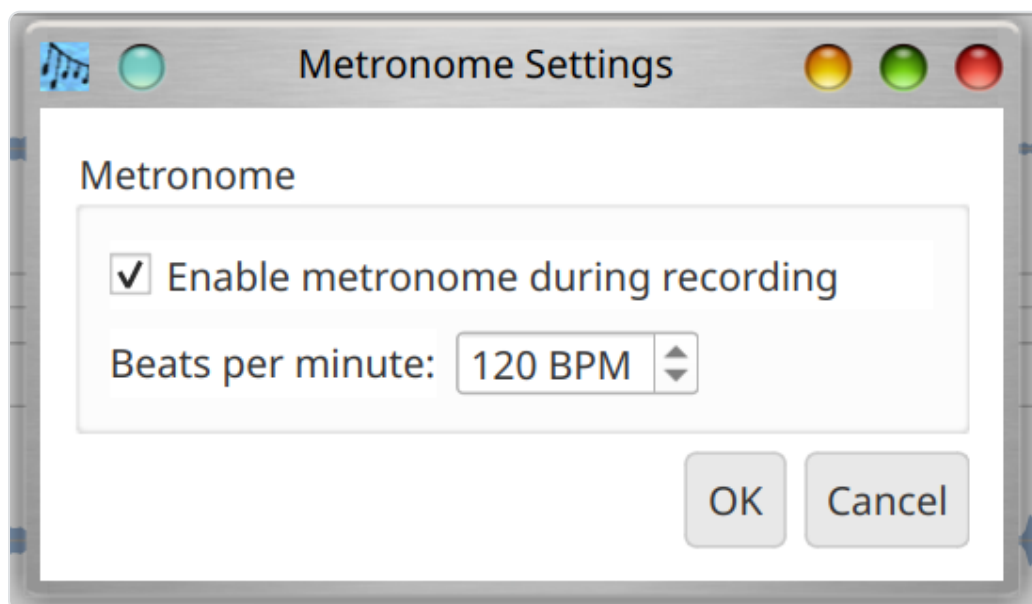 Metronome Settings
Metronome
Enable metronome during recording
Beats per minute: 120 BPM
OK Cancel